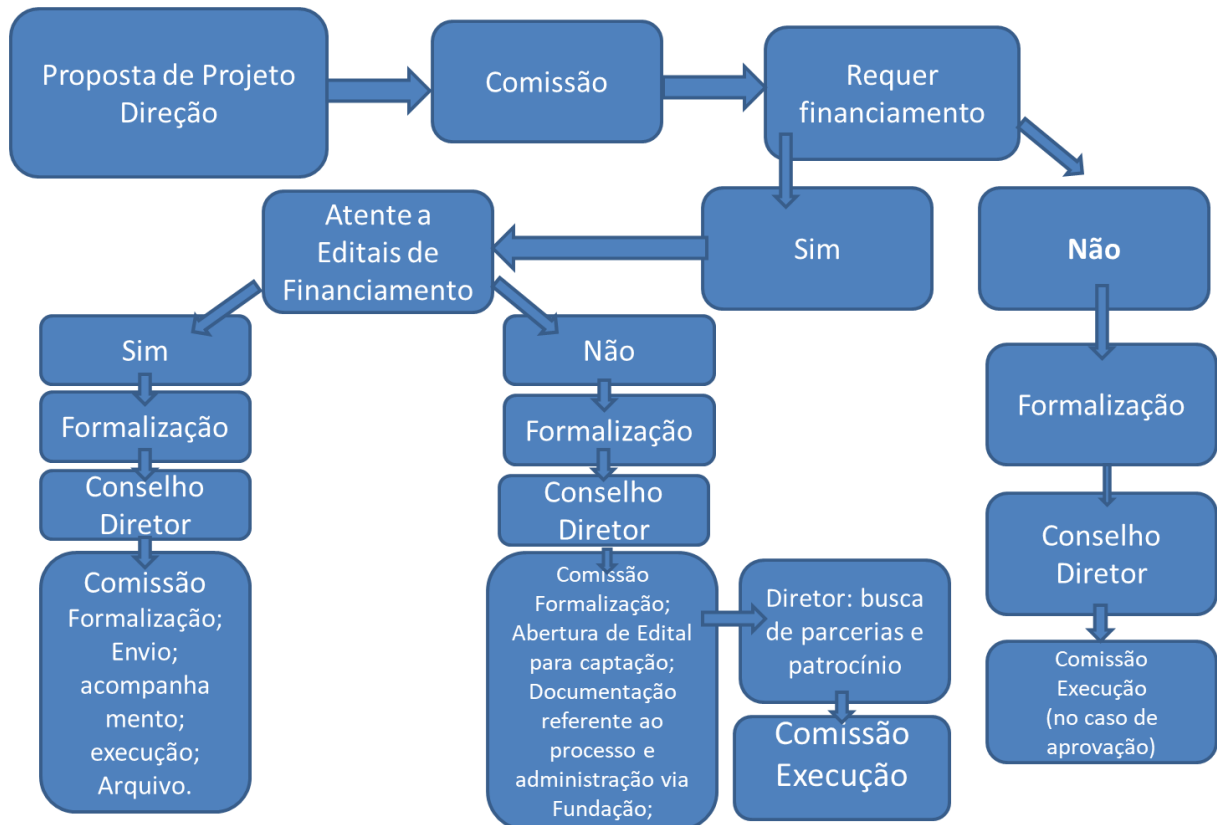 Proposta de Projeto
Direção
Comissão
Requer
financiamento
Atente a
Editais de
Financiamento
Sim
Não
Sim
Formalização
Conselho
Diretor
Comissão
Formalização;
Envio;
acompanha
mento;
execução;
Arquivo.
Não
Formalização
Conselho
Diretor
Comissão
Formalização;
Abertura de Edital
para captação;
Documentação
referente ao
processo e
administração via
Fundação;
Diretor: busca
de parcerias e
patrocínio
Comissão
Execução
Formalização
Conselho
Diretor
Comissão
Execução
(no caso de
aprovação)